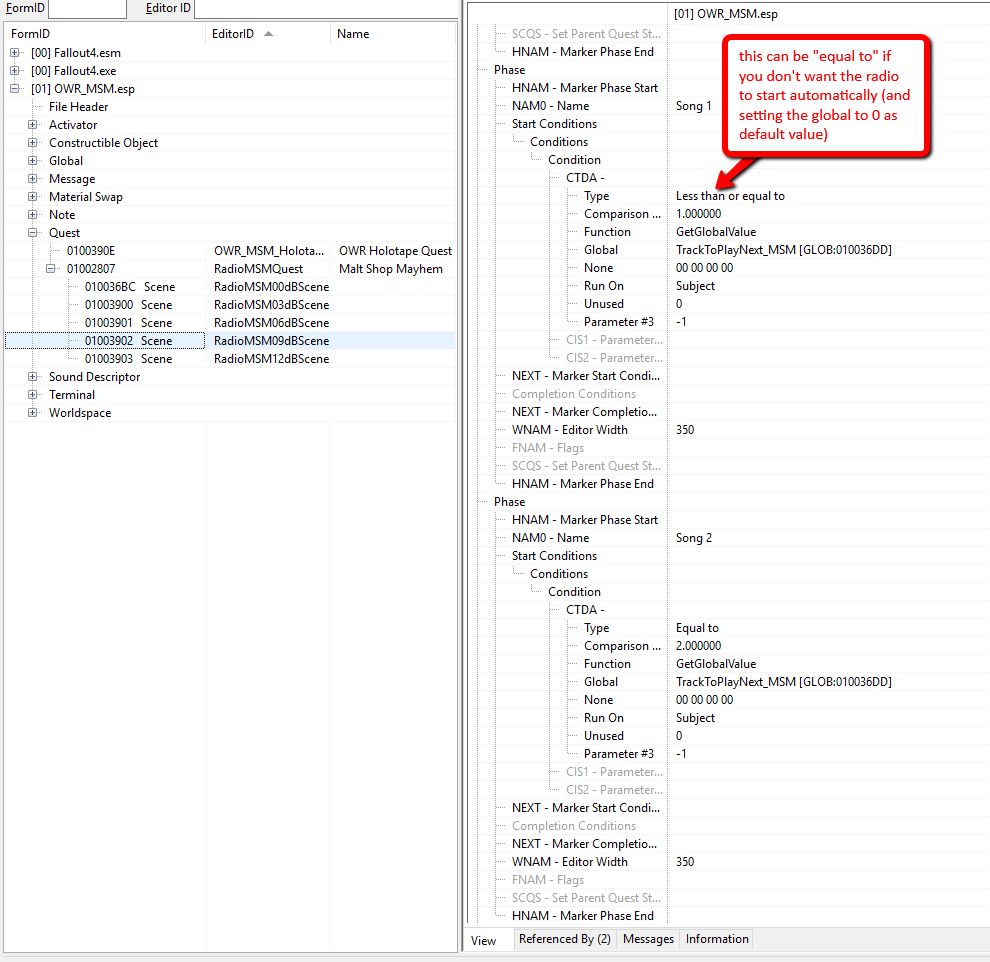 FormID
Editor ID
FormID EditorID Name
[00] Fallout4.esm
[00] Fallout4.exe
[01] OWR_MSM.esp
File Header
Activator
Constructible Object
Global
Message
Material Swap
Note
Quest
0100390E OWR_MSM_Holota... OWR Holotape Quest
01002807 RadioMSMQuest Malt Shop Mayhem
010036BC Scene RadioMSM00dBScene
01003900 Scene RadioMSM03dBScene
01003901 Scene RadioMSM06dBScene
01003902 Scene RadioMSM09dBScene
01003903 Scene RadioMSM12dBScene
Sound Descriptor
Terminal
Worldspace
[01] OWR_MSM.esp
SCQS - Set Parent Quest St...
HNAM - Marker Phase End
Phase
HNAM - Marker Phase Start
NAM0 - Name Song 1
Start Conditions
Conditions
Condition
CTDA -
Type Less than or equal to
Comparison ... 1.000000
Function GetGlobalValue
Global TrackToPlayNext_MSM [GLOB:010036DD]
None 00 00 00 00
Run On Subject
Unused 0
Parameter #3 -1
CIS1 - Parameter...
CIS2 - Parameter...
NEXT - Marker Start Condi...
Completion Conditions
NEXT - Marker Completio...
WNAM - Editor Width 350
FNAM - Flags
SCQS - Set Parent Quest St...
HNAM - Marker Phase End
Phase
HNAM - Marker Phase Start
NAM0 - Name Song 2
Start Conditions
Conditions
Condition
CTDA -
Type Equal to
Comparison ... 2.000000
Function GetGlobalValue
Global TrackToPlayNext_MSM [GLOB:010036DD]
None 00 00 00 00
Run On Subject
Unused 0
Parameter #3 -1
CIS1 - Parameter...
CIS2 - Parameter...
NEXT - Marker Start Condi...
Completion Conditions
NEXT - Marker Completio...
WNAM - Editor Width 350
FNAM - Flags
SCQS - Set Parent Quest St...
HNAM - Marker Phase End
this can be "equal to" if
you don't want the radio
to start automatically (and
setting the global to 0 as
default value)
View Referenced By (2) Messages Information